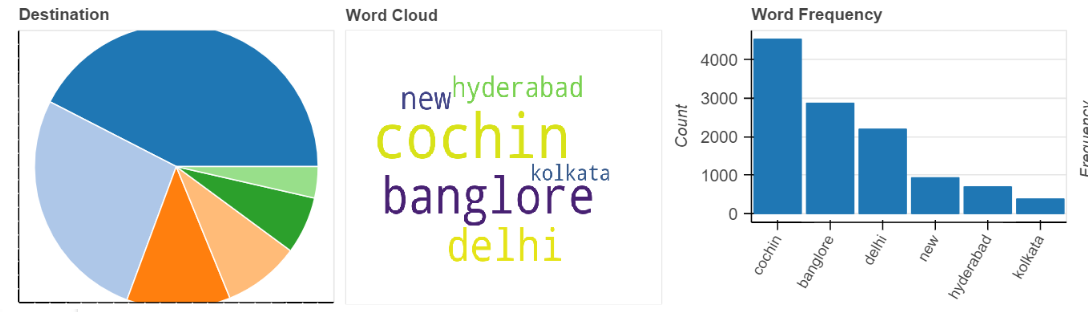 Destination
Word Cloud
new
hyderabad
cochin
kolkata
banglore
delhi
Word Frequency
Count
4000
3000
2000
1000
0
cochin
banglore
delhi
new
hyderabad
kolkata
Frequency